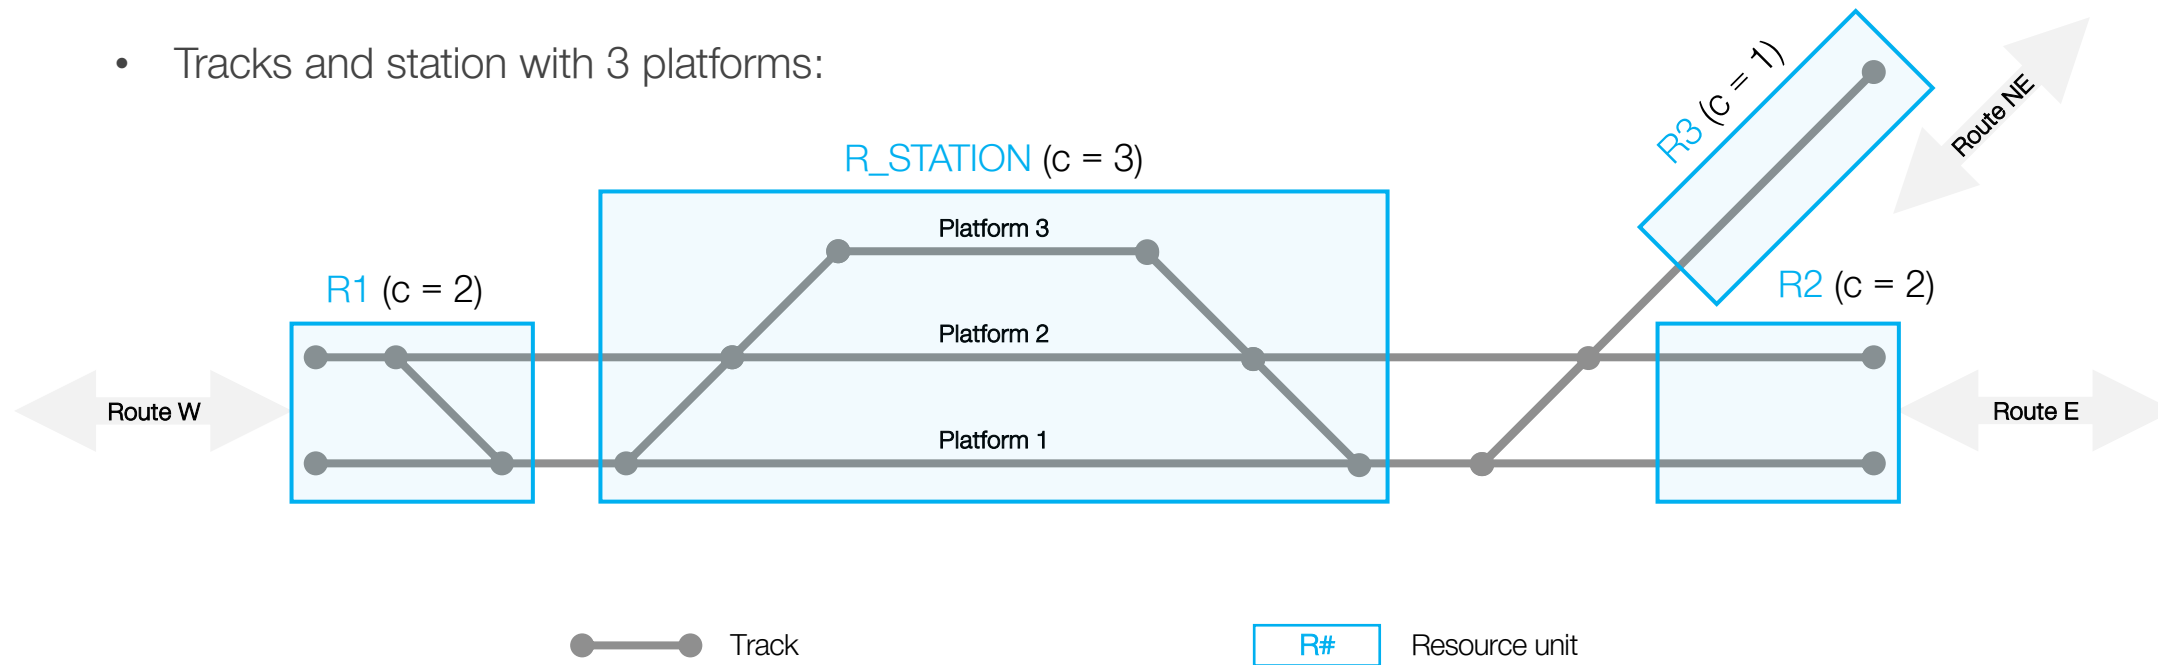 • Tracks and station with 3 platforms:
R3 (c = 1)
Route NE
R_STATION (c = 3)
Platform 3
R1 (c = 2)
R2 (c = 2)
Platform 2
Route W
Route E
Platform 1
Track
R#
Resource unit